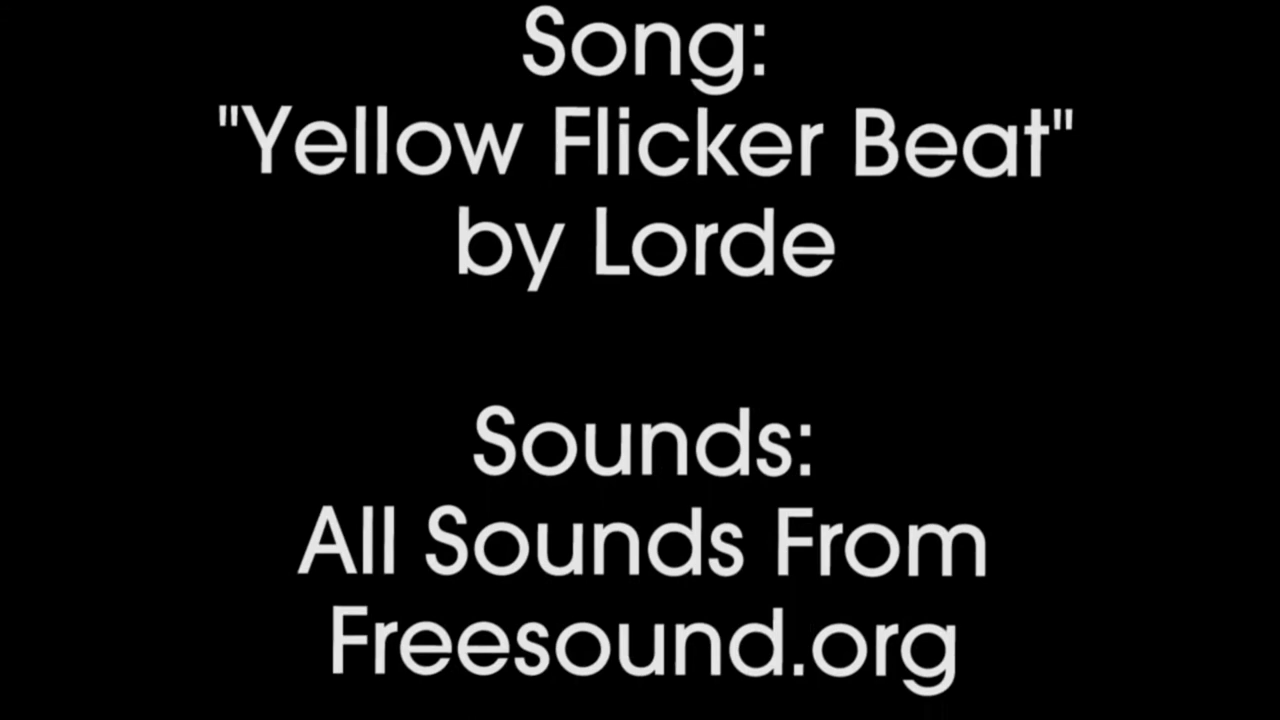 Song:
"Yellow Flicker Beat"
by Lorde
Sounds:
All Sounds From
Freesound.org